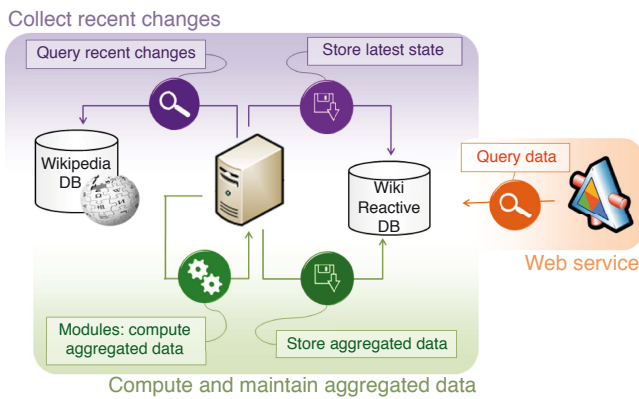 Collect recent changes
Query recent changes
Store latest state
Wikipedia
DB
Wiki
Reactive
DB
Query data
Web service
Modules: compute
aggregated data
Store aggregated data
Compute and maintain aggregated data